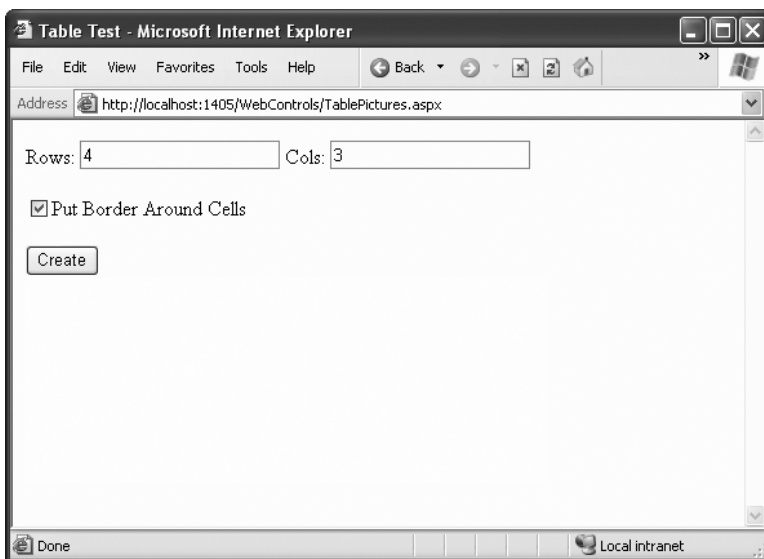 Table Test - Microsoft Internet Explorer
File Edit View Favorites Tools Help Back »
Address http://localhost:1405/WebControls/TablePictures.aspx
Rows: 4 Cols: 3
Put Border Around Cells
Create
Done Local intranet